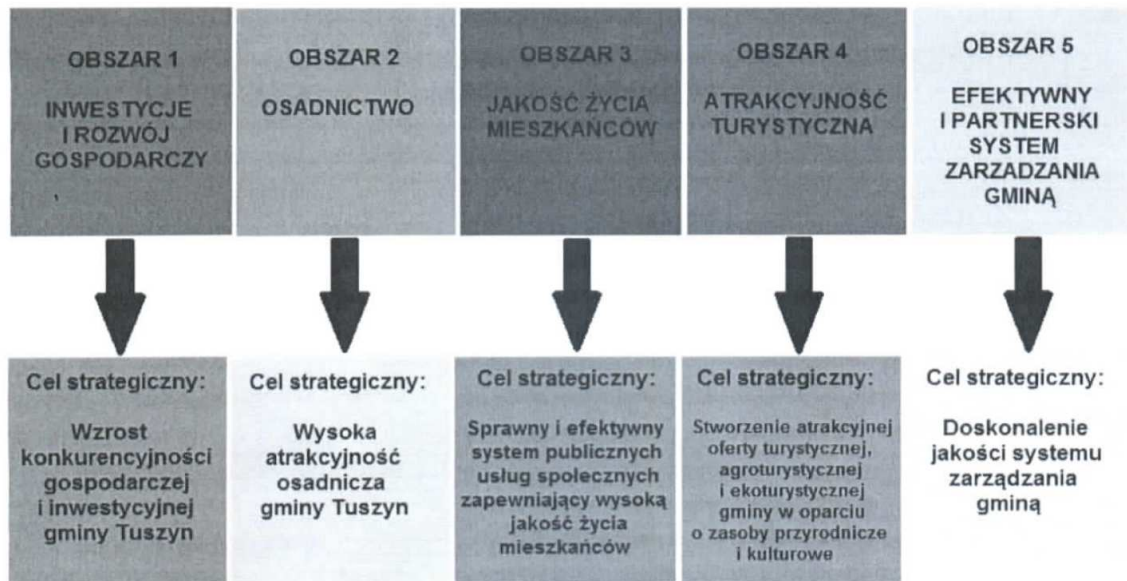 OBSZAR 1
INWESTYCJE
I ROZWÓJ
GOSPODARCZY
OBSZAR 2
OSADNICTWO
OBSZAR 3
JAKOŚĆ ŻYCIA
MIESZKAŃCÓW
OBSZAR 4
ATRAKCYJNOŚĆ
TURYSTYCZNA
OBSZAR 5
EFEKTYWNY
I PARTNERSKI
SYSTEM
ZARZADZANIA
GMINĄ
Cel strategiczny:
Wzrost
konkurencyjności
gospodarczej
i inwestycyjnej
gminy Tuszyn
Cel strategiczny:
Wysoka
atrakcyjność
osadnicza
gminy Tuszyn
Cel strategiczny:
Sprawny i efektywny
system publicznych
usług społecznych
zapewniający wysoką
jakość życia
mieszkańców
Cel strategiczny:
Stworzenie atrakcyjnej
oferty turystycznej,
agroturystycznej
i ekoturystycznej
gminy w oparciu
o zasoby przyrodnicze
i kulturowe
Cel strategiczny:
Doskonalenie
jakości systemu
zarządzania
gminą